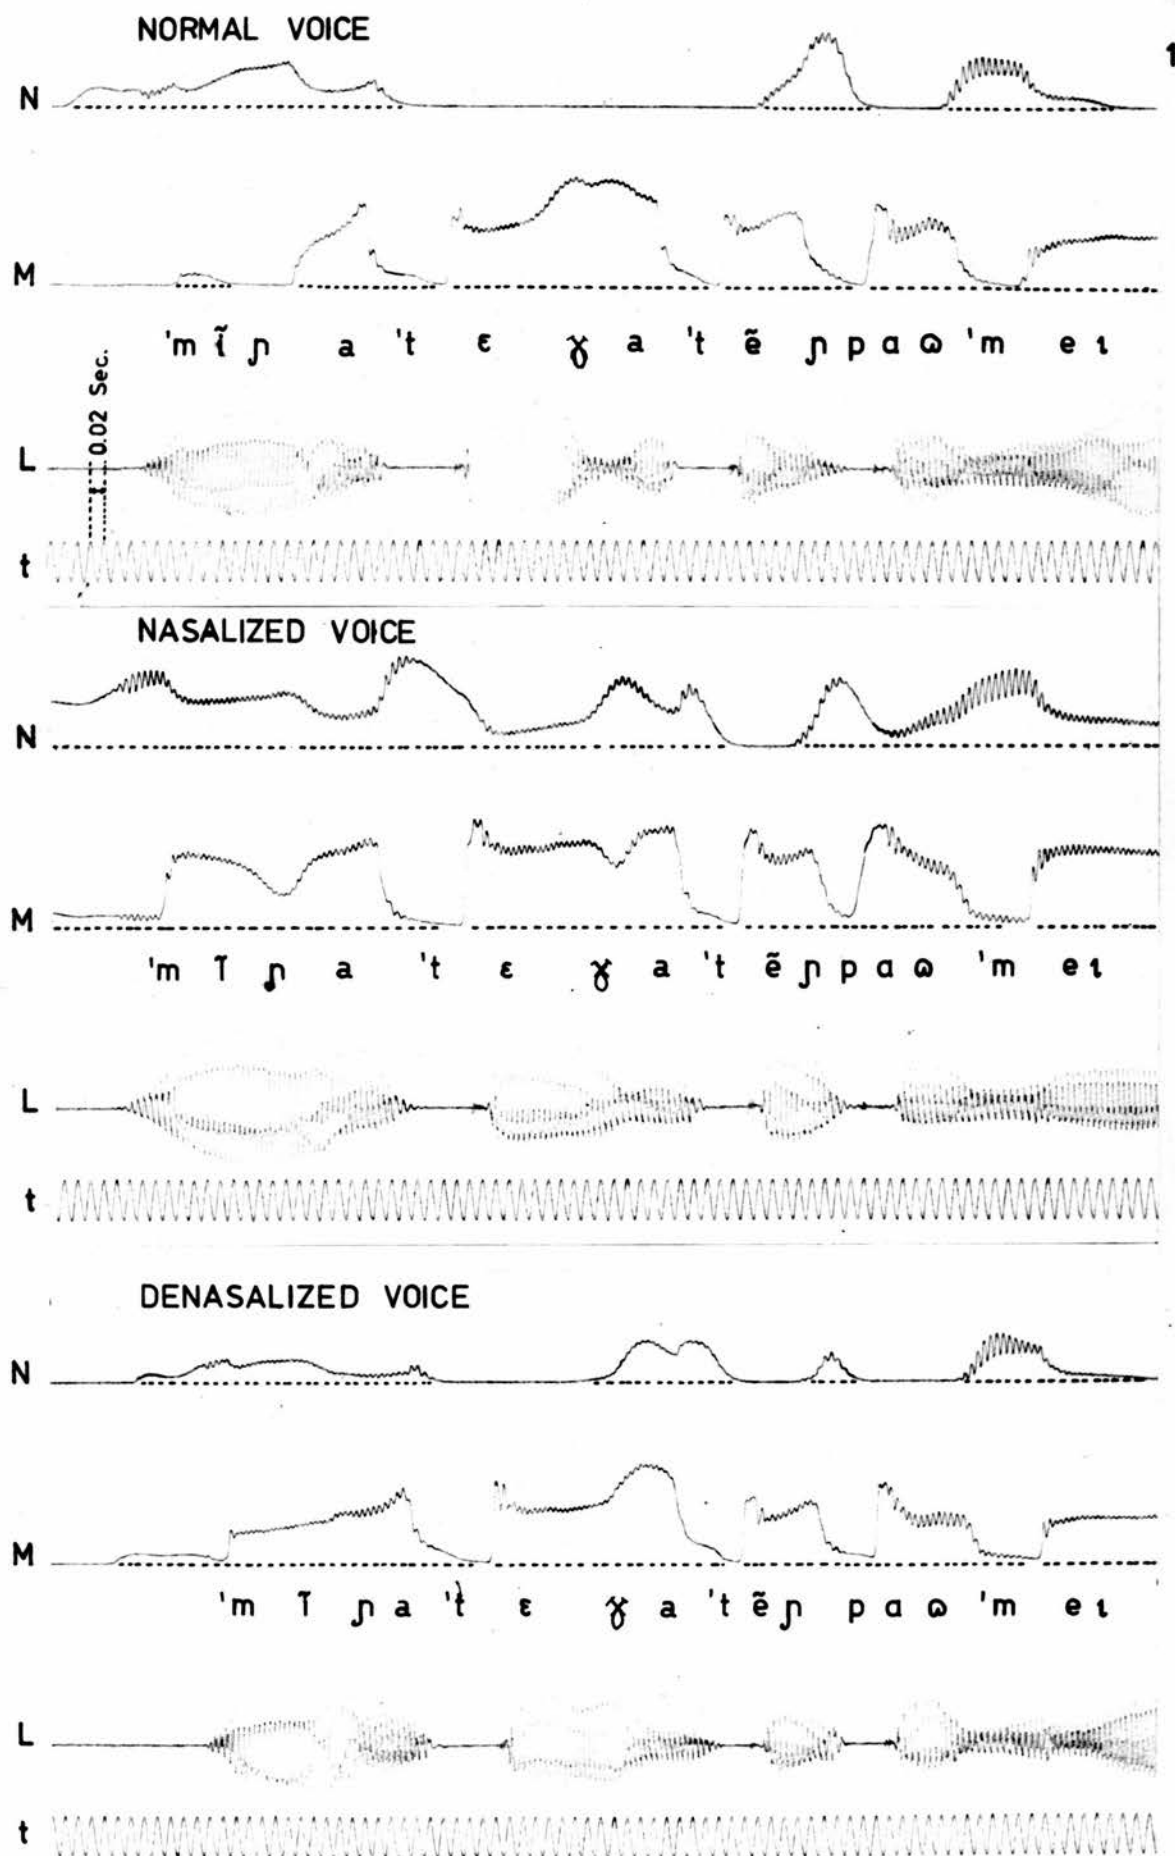 NORMAL VOICE
1
N
M
'm ĩ ɲ a 't ɛ ɣ a 't ẽ ɲ p ɑ ɷ 'm e ɩ
0.02 Sec.
L
t
NASALIZED VOICE
N
M
'm ĩ ɲ a 't ɛ ɣ a 't ẽ ɲ p ɑ ɷ 'm e ɩ
L
t
DENASALIZED VOICE
N
M
'm ĩ ɲ a 't ɛ ɣ a 't ẽ ɲ p ɑ ɷ 'm e ɩ
L
t